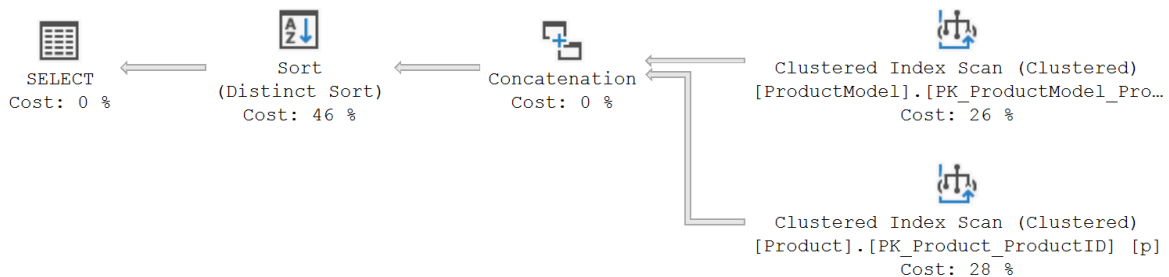 SELECT
Cost: 0 %
Sort
(Distinct Sort)
Cost: 46 %
Concatenation
Cost: 0 %
Clustered Index Scan (Clustered)
[ProductModel].[PK_ProductModel_Pro…
Cost: 26 %
Clustered Index Scan (Clustered)
[Product].[PK_Product_ProductID] [p]
Cost: 28 %